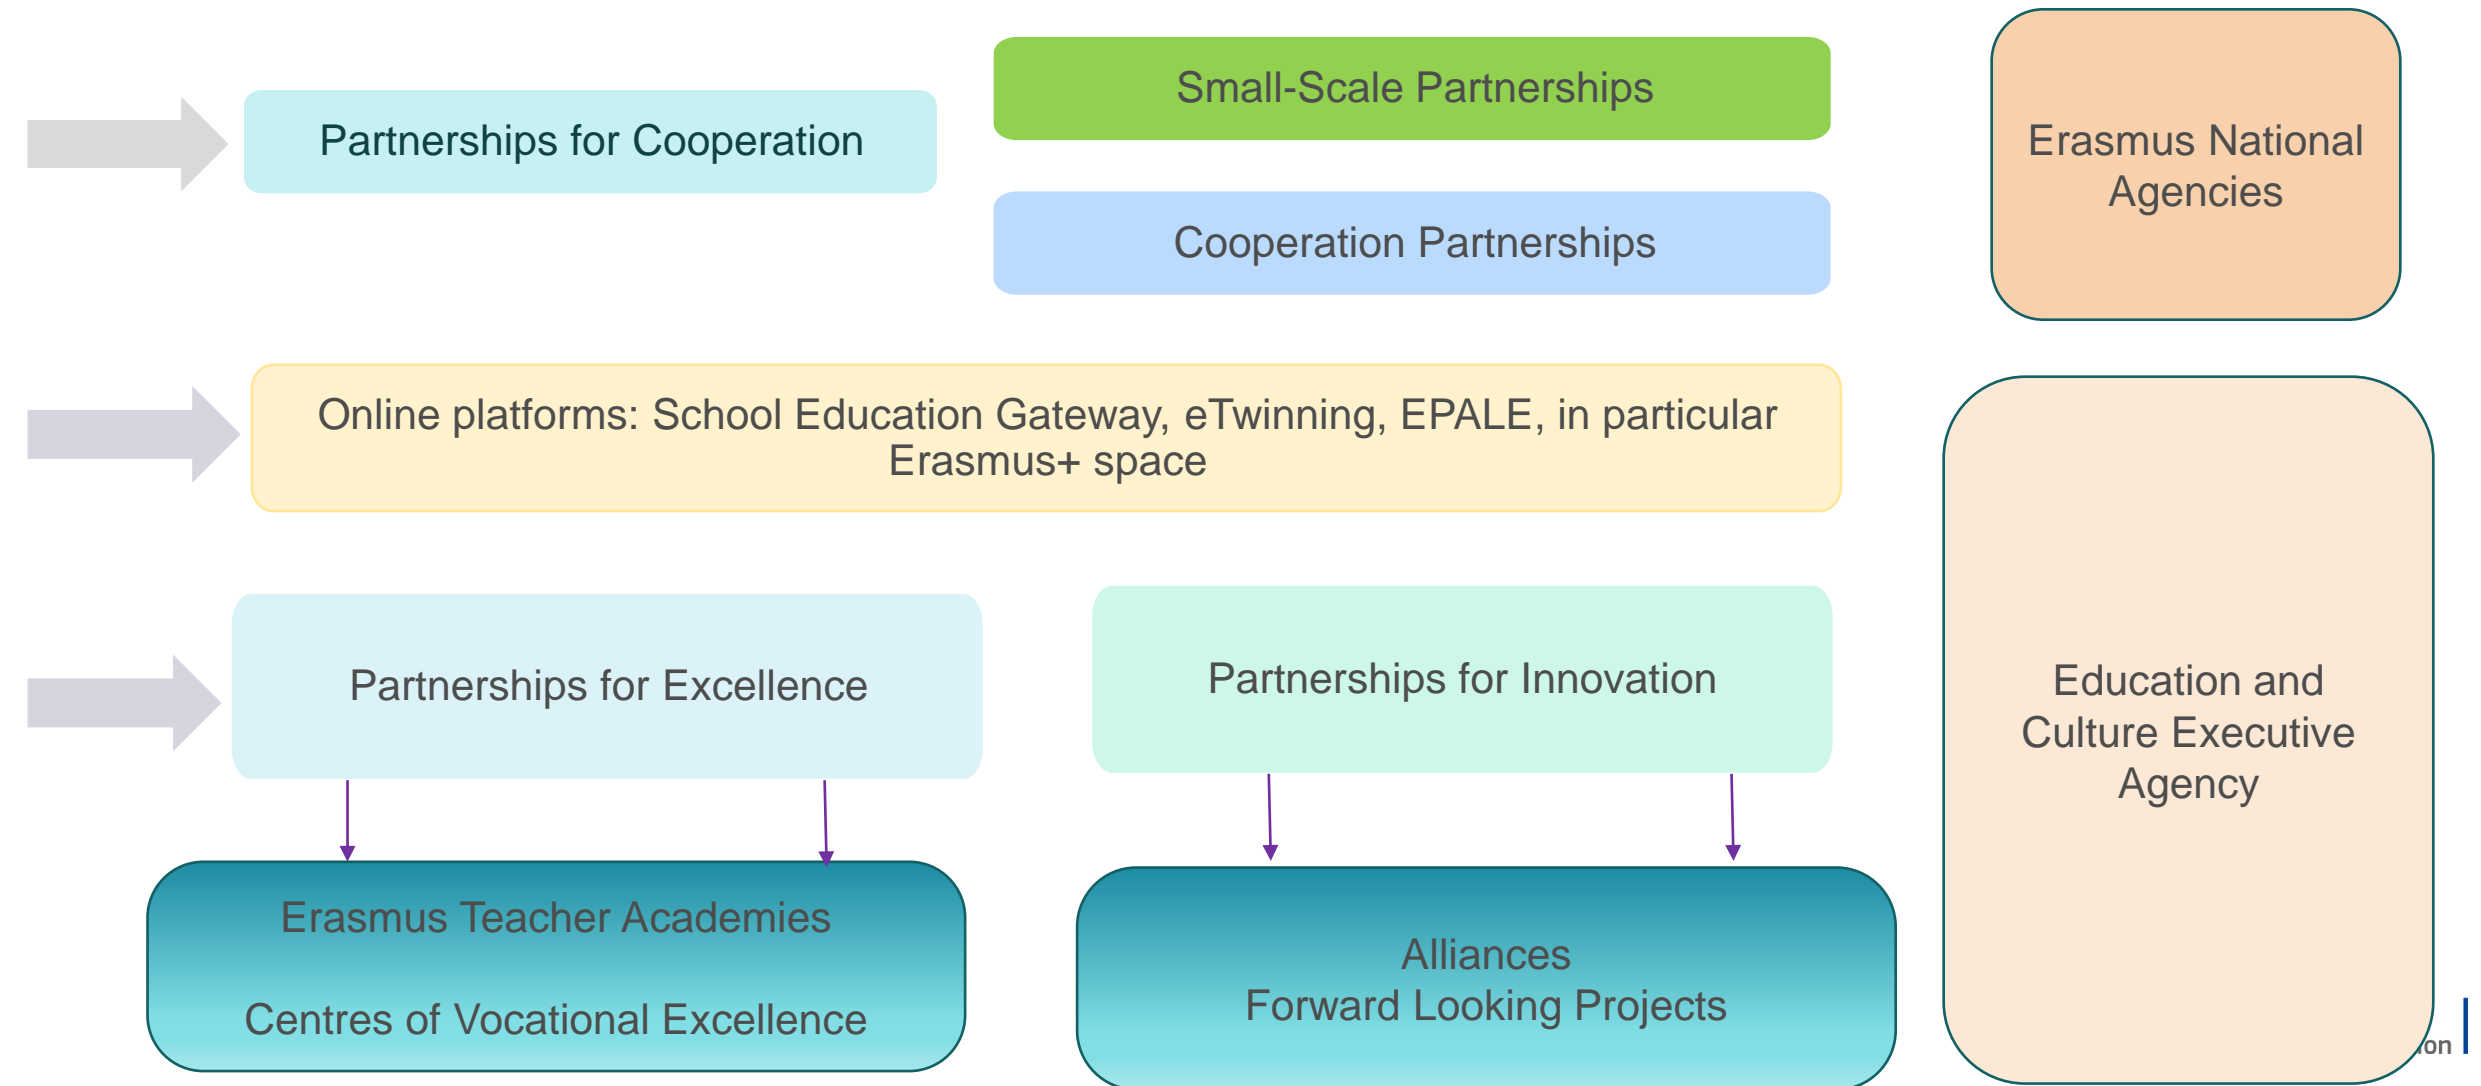 Partnerships for Cooperation
Small-Scale Partnerships
Cooperation Partnerships
Erasmus National
Agencies
Online platforms: School Education Gateway, eTwinning, EPALE, in particular
Erasmus+ space
Partnerships for Excellence
Partnerships for Innovation
Education and
Culture Executive
Agency
Erasmus Teacher Academies
Centres of Vocational Excellence
Alliances
Forward Looking Projects